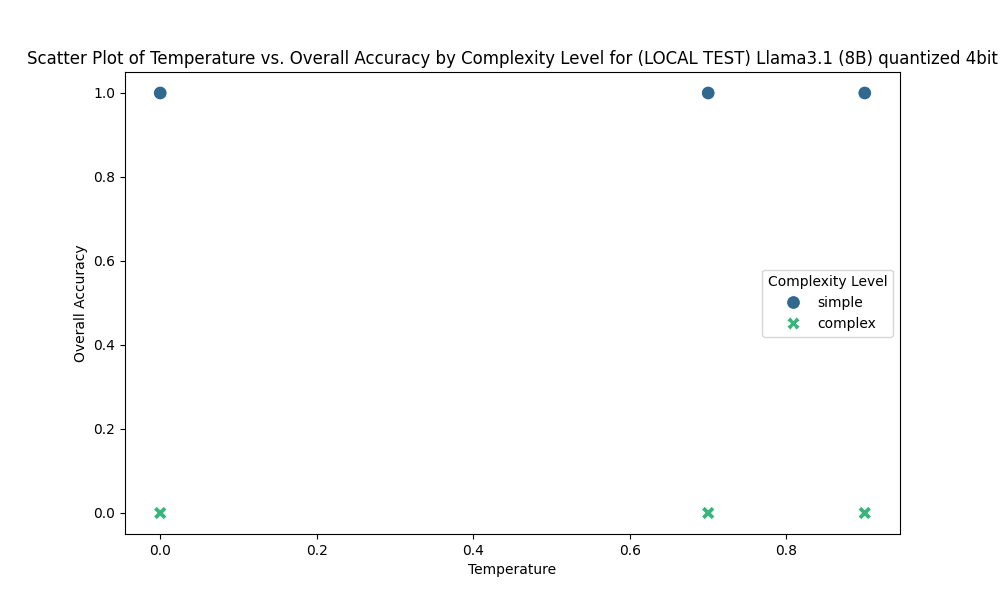 Scatter Plot of Temperature vs. Overall Accuracy by Complexity Level for (LOCAL TEST) Llama3.1 (8B) quantized 4bit
1.0
0.8
0.6
0.4
0.2
0.0
Overall Accuracy
Complexity Level
simple
complex
0.0 0.2 0.4 0.6 0.8
Temperature